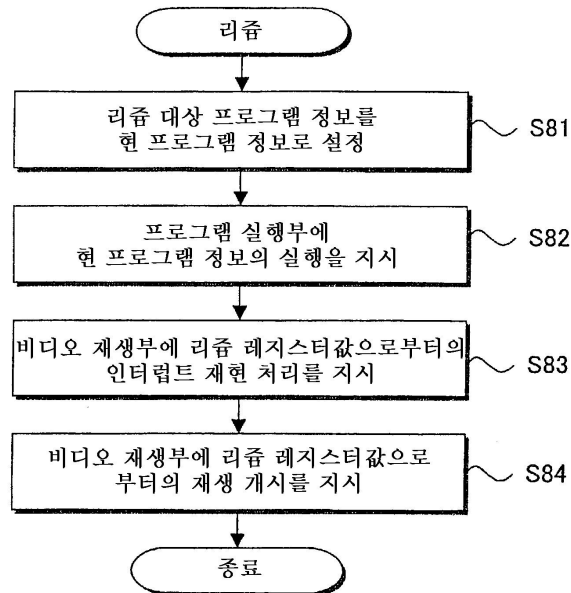 리쥼
리쥼 대상 프로그램 정보를
현 프로그램 정보로 설정
S81
프로그램 실행부에
현 프로그램 정보의 실행을 지시
S82
비디오 재생부에 리쥼 레지스터값으로부터의
인터럽트 재현 처리를 지시
S83
비디오 재생부에 리쥼 레지스터값으로
부터의 재생 개시를 지시
S84
종료